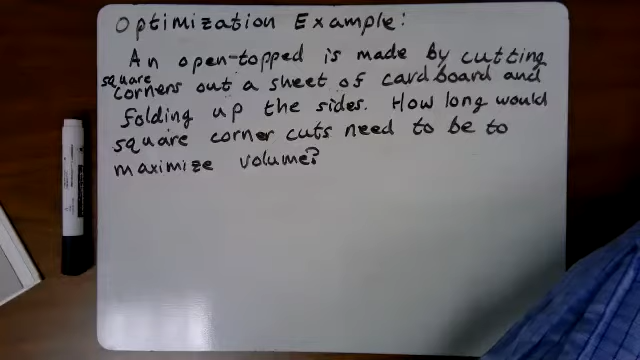 Optimization Example:
An open-topped is made by cutting
square
corners out a sheet of cardboard and
folding up the sides. How long would
square corner cuts need to be to
maximize volume?